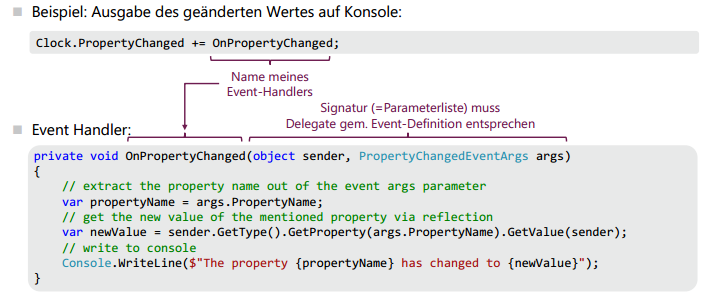 Beispiel: Ausgabe des geänderten Wertes auf Konsole:
Clock.PropertyChanged += OnPropertyChanged;
Name meines
Event-Handlers
Signatur (=Parameterliste) muss
Delegate gem. Event-Definition entsprechen
Event Handler:
private void OnPropertyChanged(object sender, PropertyChangedEventArgs args)
{
// extract the property name out of the event args parameter
var propertyName = args.PropertyName;
// get the new value of the mentioned property via reflection
var newValue = sender.GetType().GetProperty(args.PropertyName).GetValue(sender);
// write to console
Console.WriteLine($"The property {propertyName} has changed to {newValue}");
}